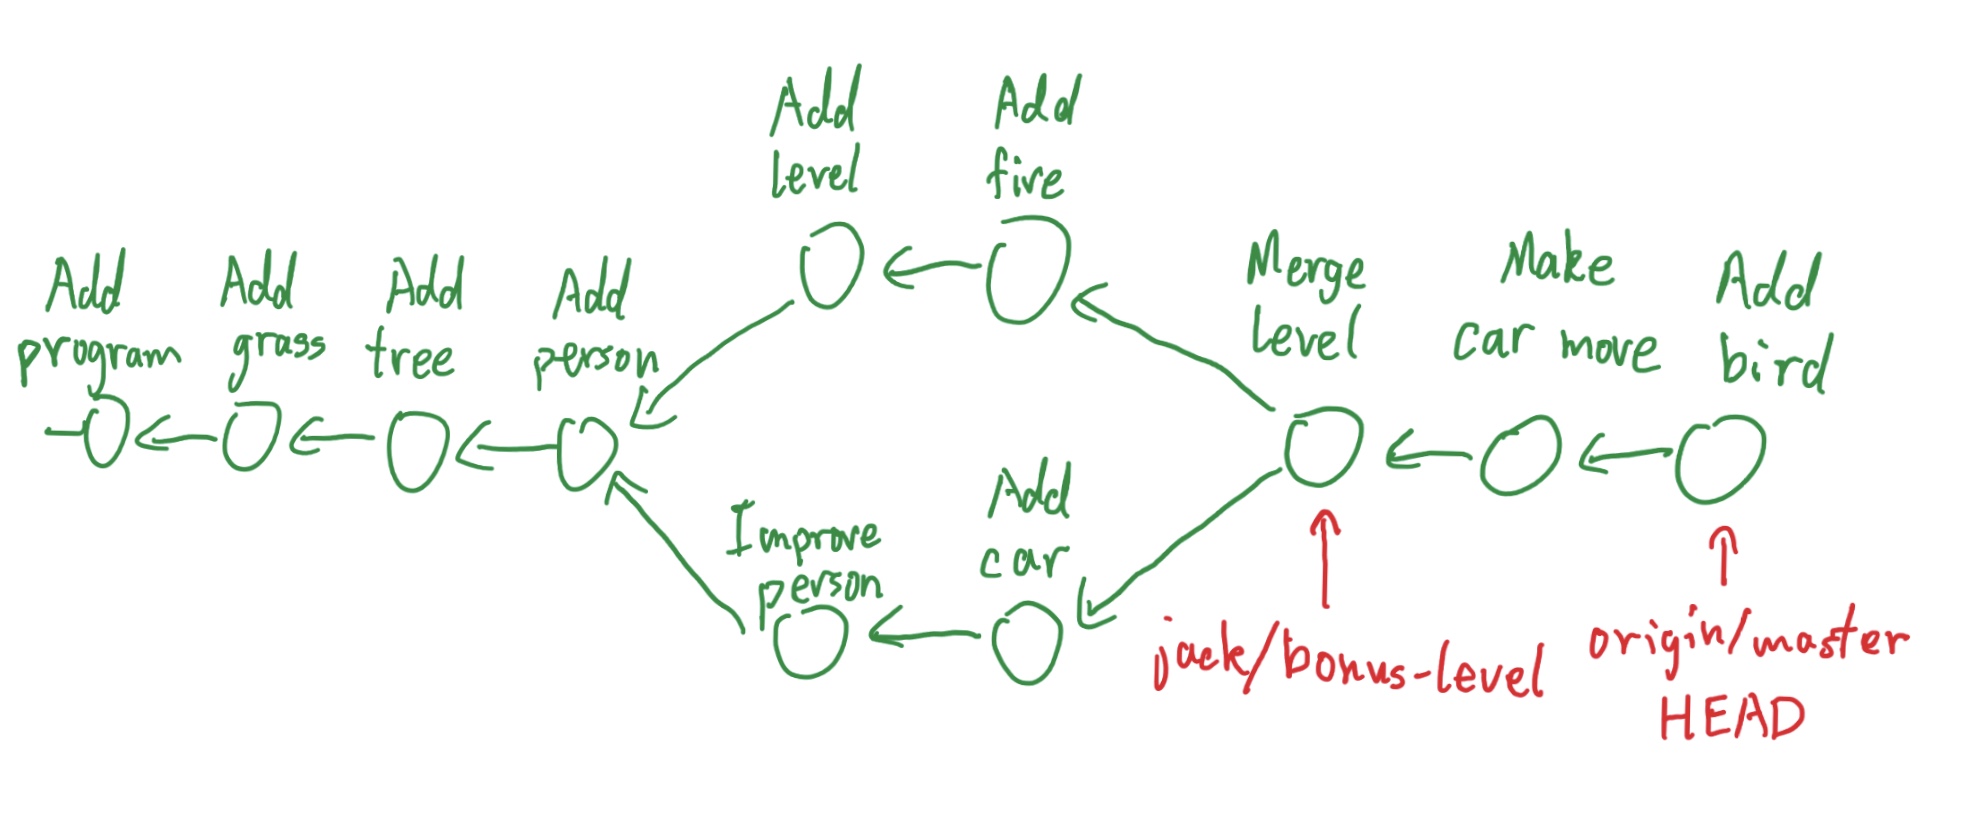 Add
program
Add
grass
Add
tree
Add
person
Add
level
Add
fire
Improve
person
Add
car
Merge
level
Make
car move
Add
bird
jack/bonus-level
origin/master
HEAD